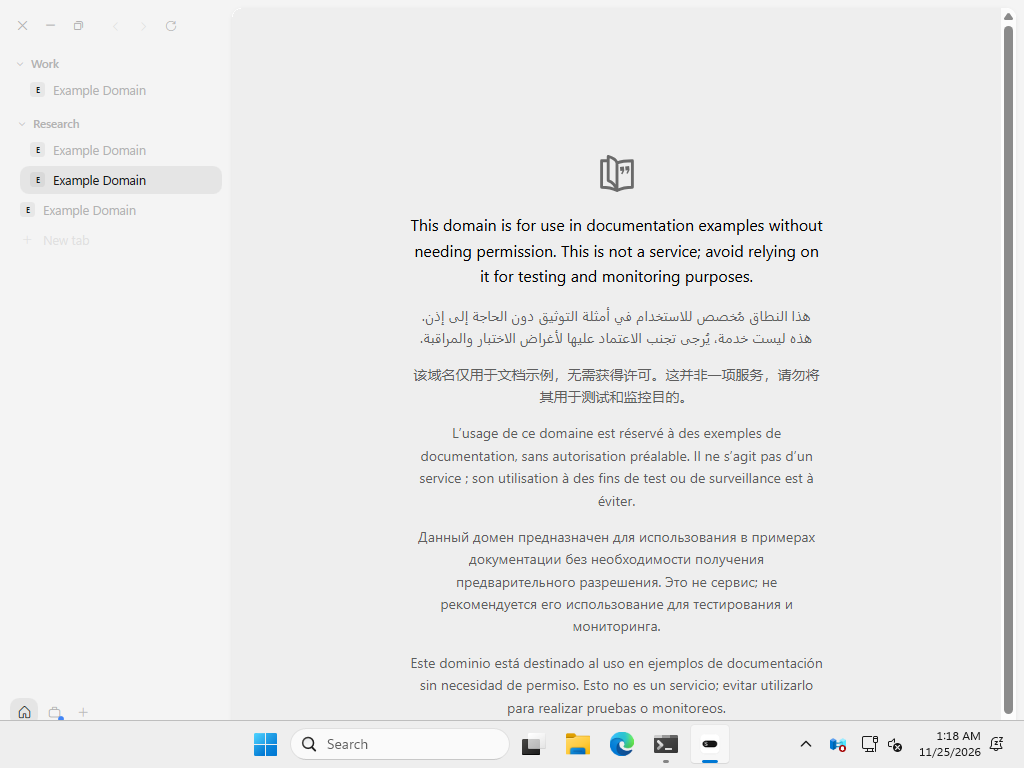 Work
E Example Domain
Research
E Example Domain
E Example Domain
E Example Domain
New tab
This domain is for use in documentation examples without
needing permission. This is not a service; avoid relying on
it for testing and monitoring purposes.
هذا النطاق مُخصص للاستخدام في أمثلة التوثيق دون الحاجة إلى إذن.
هذه ليست خدمة، يُرجى تجنب الاعتماد عليها لأغراض الاختبار والمراقبة.
该域名仅用于文档示例，无需获得许可。这并非一项服务，请勿将
其用于测试和监控目的。
L’usage de ce domaine est réservé à des exemples de
documentation, sans autorisation préalable. Il ne s’agit pas d’un
service ; son utilisation à des fins de test ou de surveillance est à
éviter.
Данный домен предназначен для использования в примерах
документации без необходимости получения
предварительного разрешения. Это не сервис; не
рекомендуется его использование для тестирования и
мониторинга.
Este dominio está destinado al uso en ejemplos de documentación
sin necesidad de permiso. Esto no es un servicio; evitar utilizarlo
para realizar pruebas o monitoreos.
Search
1:18 AM
11/25/2026